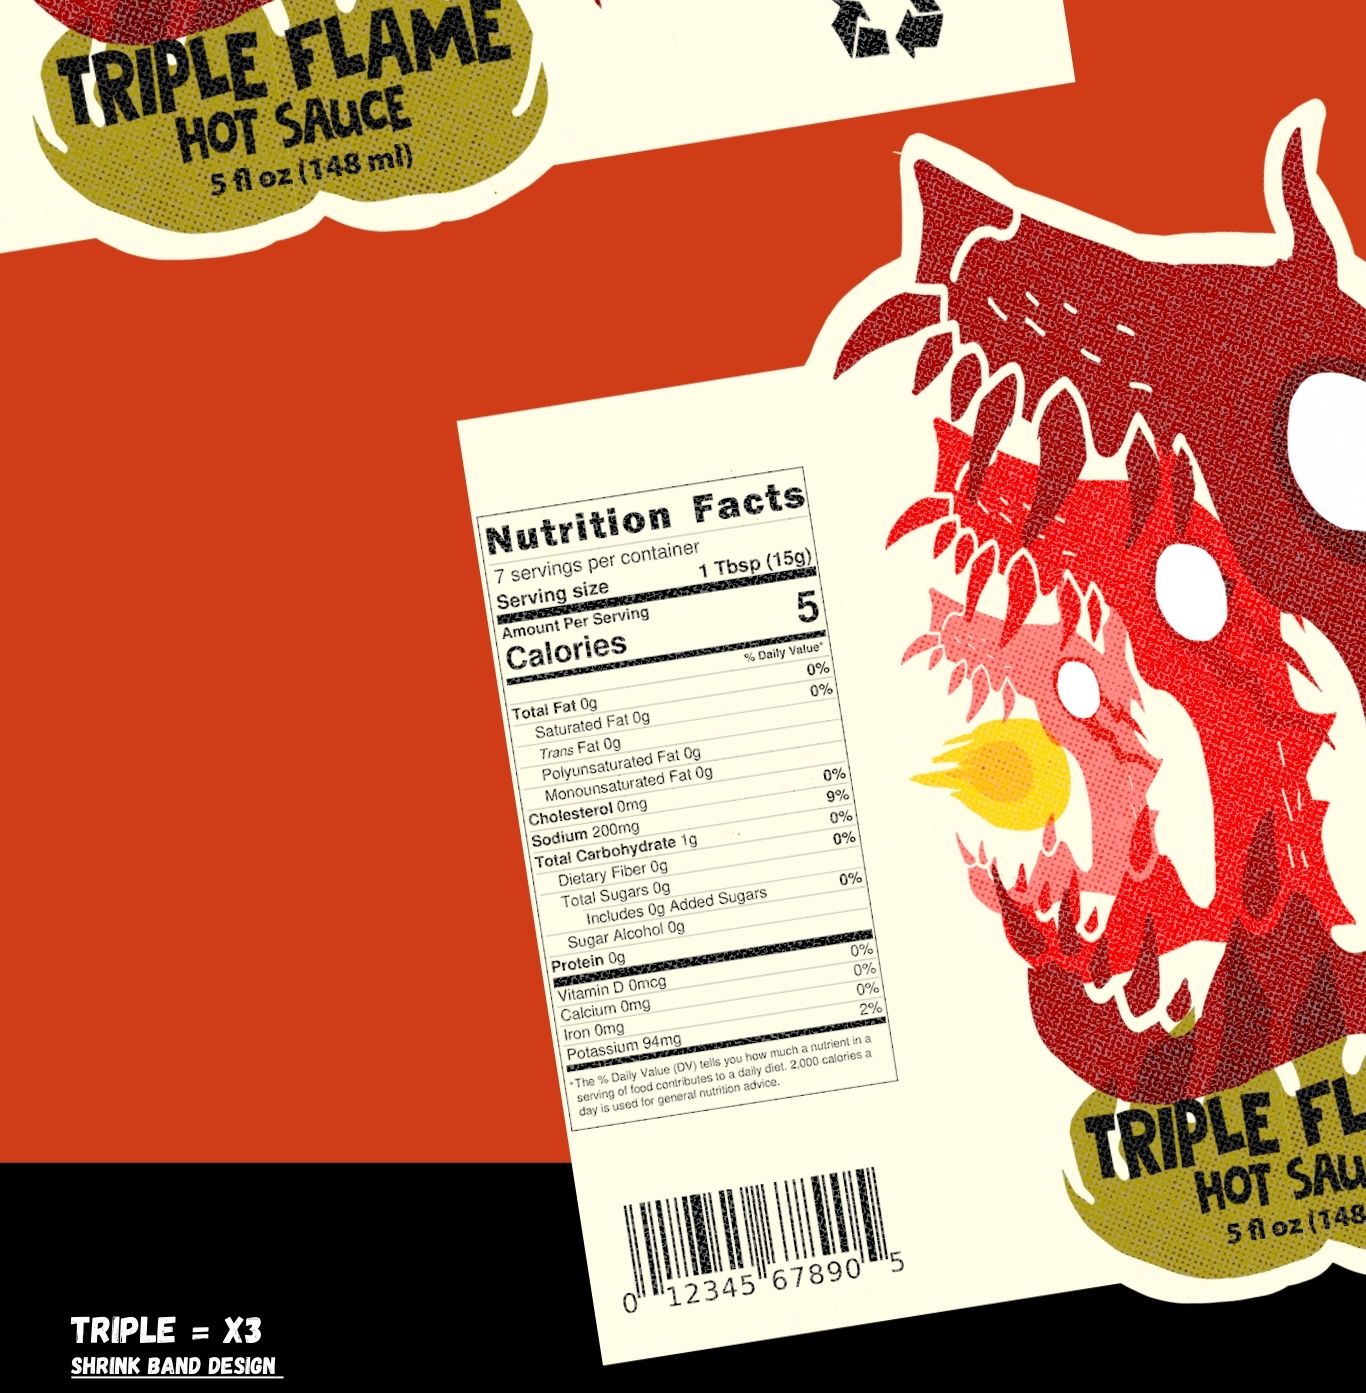 TRIPLE FLAME
HOT SAUCE
5 fl oz (148 ml)
Nutrition Facts
7 servings per container
Serving size 1 Tbsp (15g)
Amount Per Serving
Calories 5
% Daily Value*
Total Fat 0g 0%
Saturated Fat 0g 0%
Trans Fat 0g
Polyunsaturated Fat 0g
Monounsaturated Fat 0g
Cholesterol 0mg 0%
Sodium 200mg 9%
Total Carbohydrate 1g 0%
Dietary Fiber 0g 0%
Total Sugars 0g
Includes 0g Added Sugars 0%
Sugar Alcohol 0g
Protein 0g
Vitamin D 0mcg 0%
Calcium 0mg 0%
Iron 0mg 0%
Potassium 94mg 2%
*The % Daily Value (DV) tells you how much a nutrient in a
serving of food contributes to a daily diet. 2,000 calories a
day is used for general nutrition advice.
0 12345 67890 5
TRIPLE FL
HOT SAU
5 fl oz (148
TRIPLE = X3
SHRINK BAND DESIGN